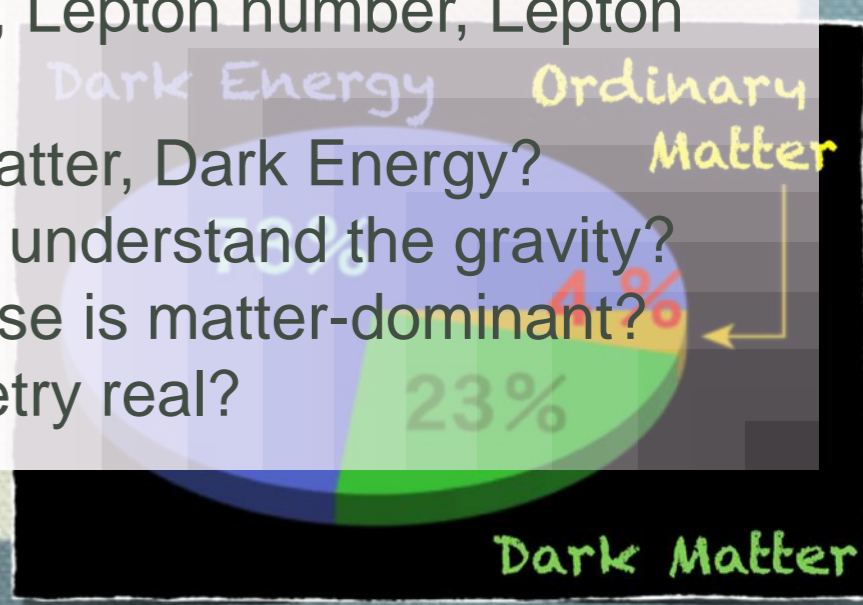 , Lepton number, Lepton
Dark Energy
Ordinary
Matter
atter, Dark Energy?
understand the gravity?
73%
4%
se is matter-dominant?
etry real?
23%
Dark Matter